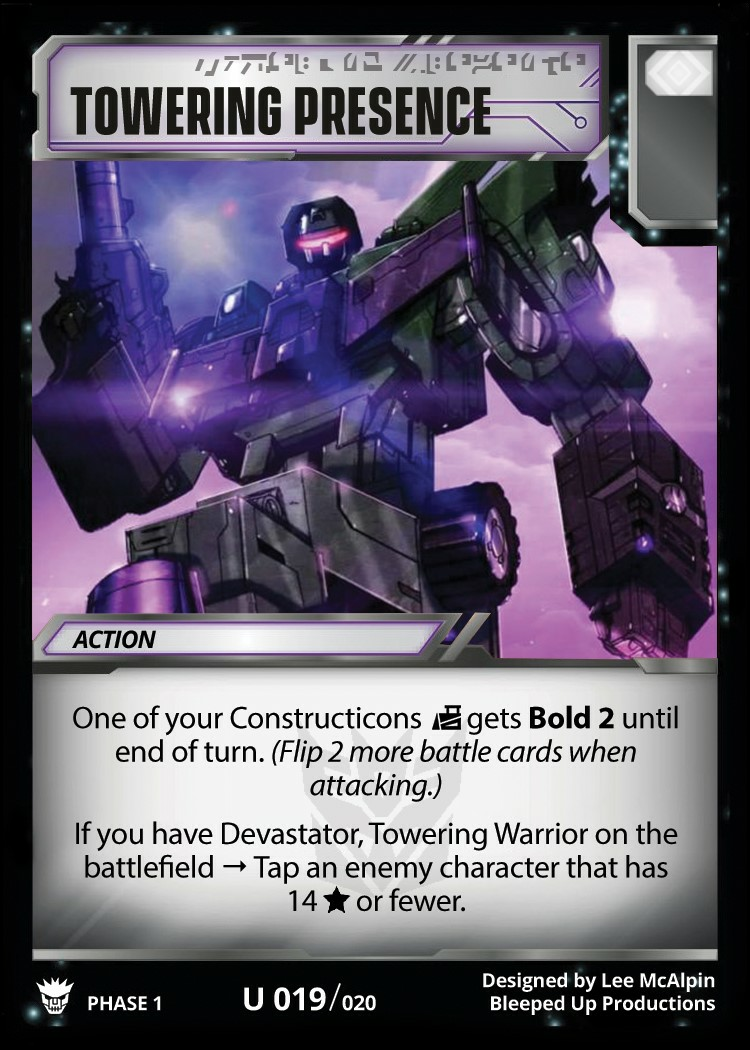 TOWERING PRESENCE
ACTION
One of your Constructicons gets Bold 2 until
end of turn. (Flip 2 more battle cards when
attacking.)
If you have Devastator, Towering Warrior on the
battlefield → Tap an enemy character that has
14 ★ or fewer.
PHASE 1
U 019/020
Designed by Lee McAlpin
Bleeped Up Productions